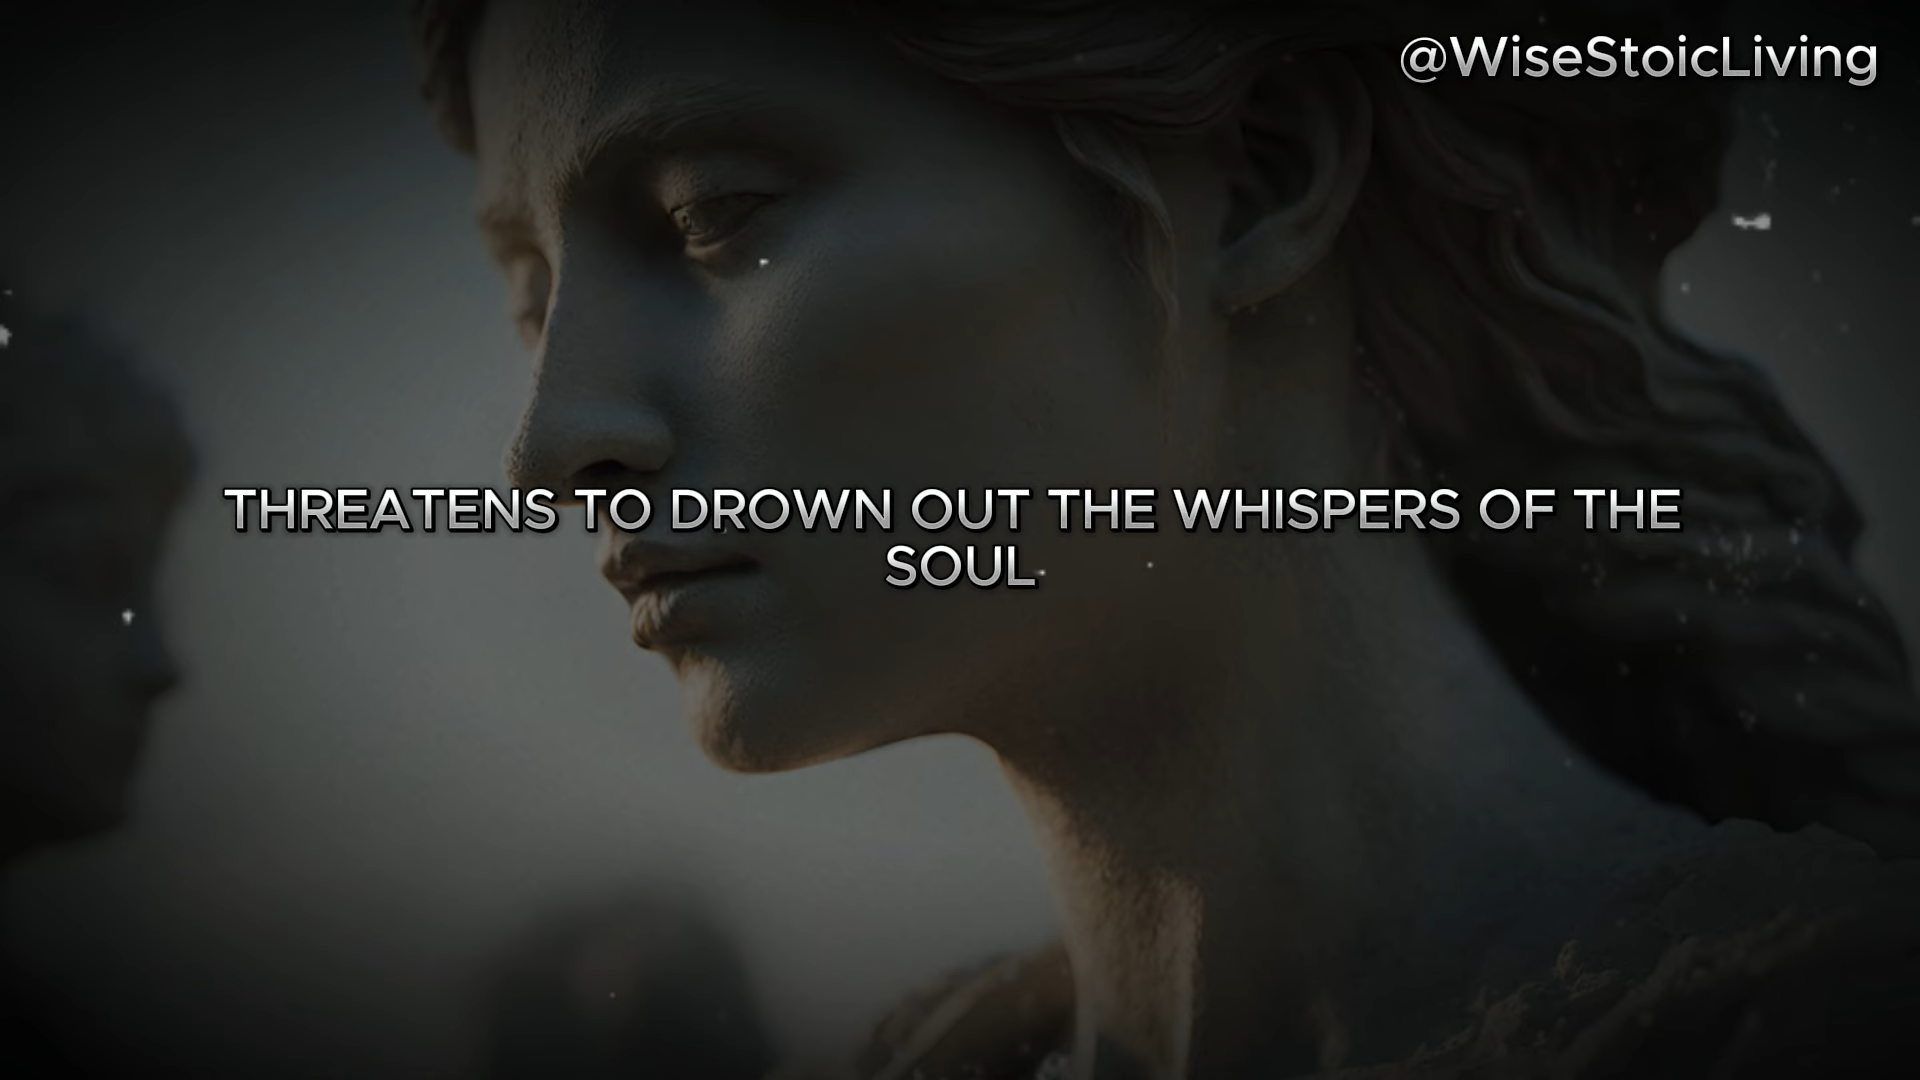 @WiseStoicLiving
THREATENS TO DROWN OUT THE WHISPERS OF THE
SOUL